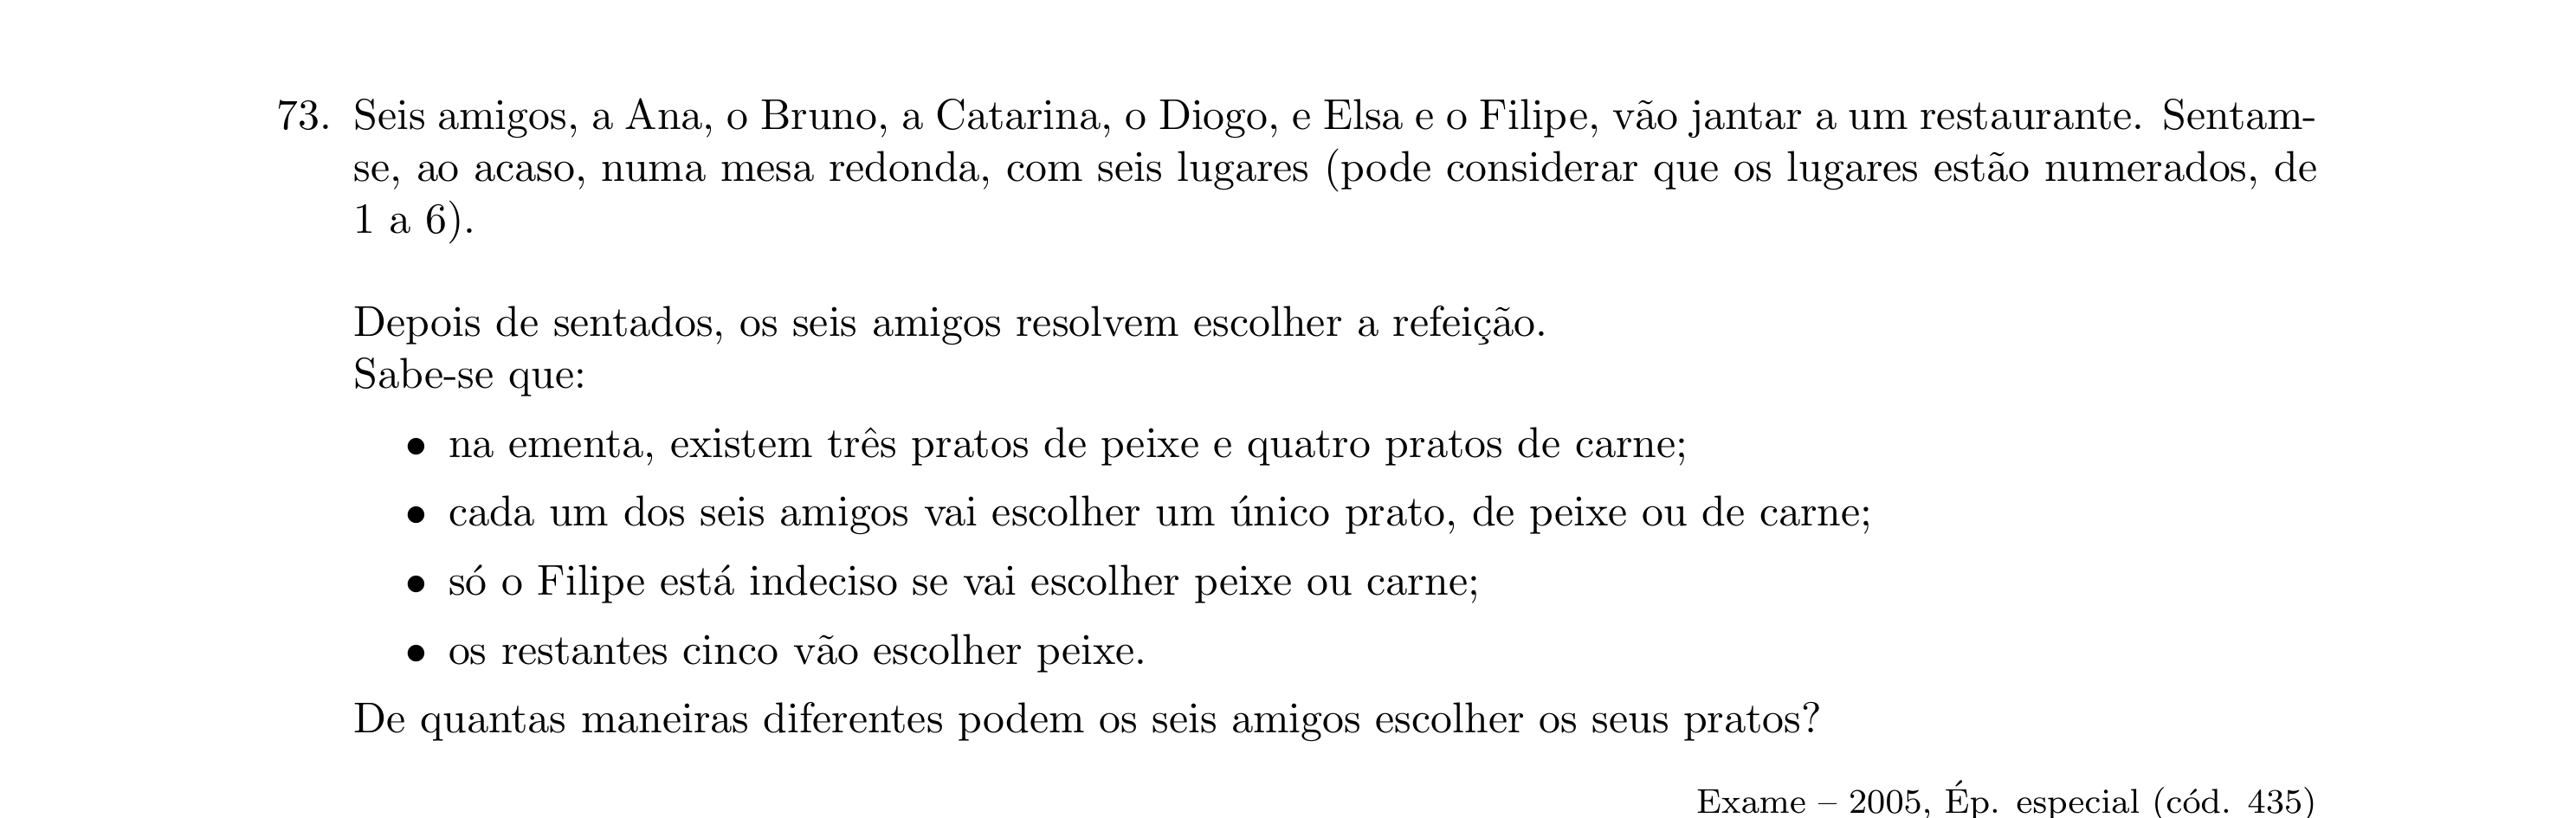 73. Seis amigos, a Ana, o Bruno, a Catarina, o Diogo, e Elsa e o Filipe, vão jantar a um restaurante. Sentam-
se, ao acaso, numa mesa redonda, com seis lugares (pode considerar que os lugares estão numerados, de
1 a 6).
Depois de sentados, os seis amigos resolvem escolher a refeição.
Sabe-se que:
• na ementa, existem três pratos de peixe e quatro pratos de carne;
• cada um dos seis amigos vai escolher um único prato, de peixe ou de carne;
• só o Filipe está indeciso se vai escolher peixe ou carne;
• os restantes cinco vão escolher peixe.
De quantas maneiras diferentes podem os seis amigos escolher os seus pratos?
Exame – 2005, Ép. especial (cód. 435)